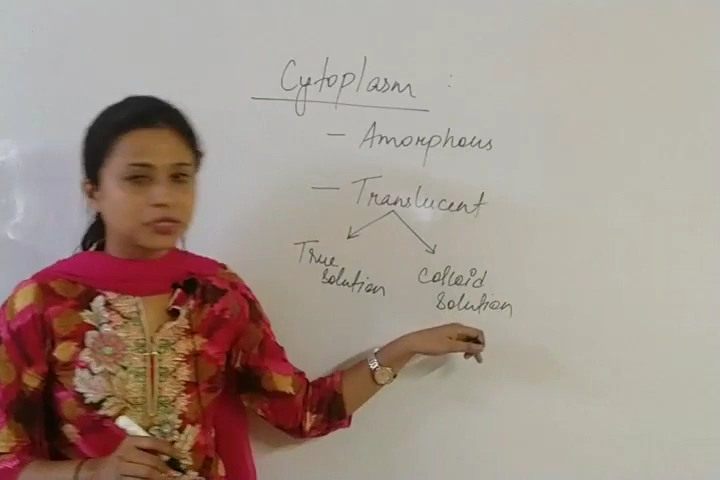 Cytoplasm :
– Amorphous
– Translucent
True solution
Colloid solution